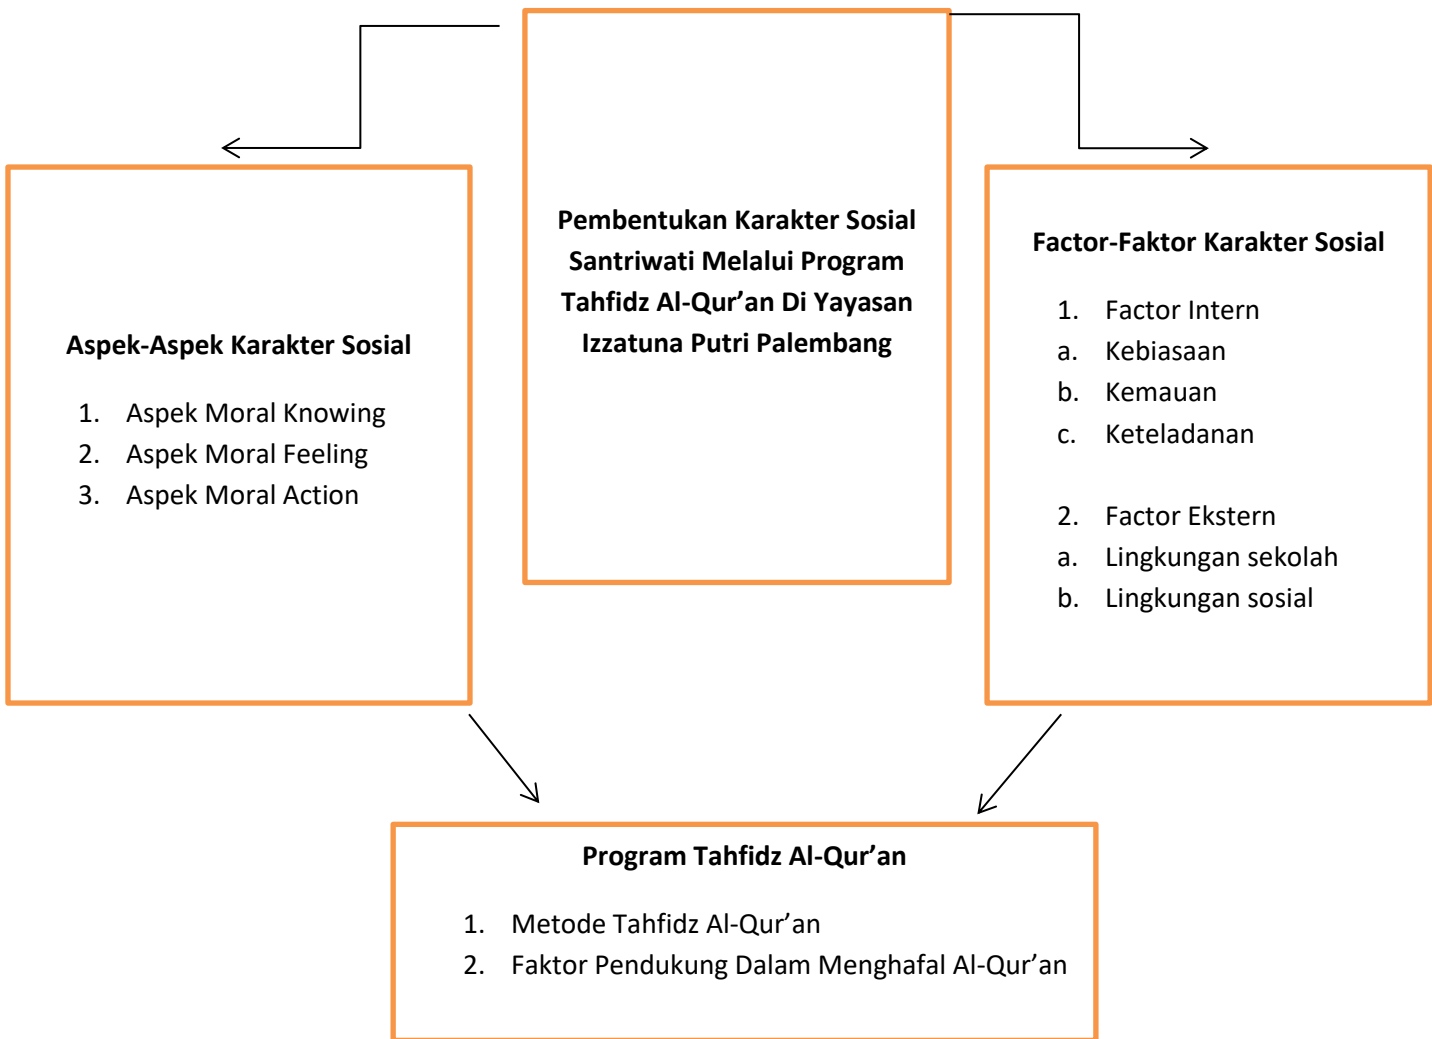 Pembentukan Karakter Sosial
Santriwati Melalui Program
Tahfidz Al-Qur’an Di Yayasan
Izzatuna Putri Palembang
Aspek-Aspek Karakter Sosial
1. Aspek Moral Knowing
2. Aspek Moral Feeling
3. Aspek Moral Action
Factor-Faktor Karakter Sosial
1. Factor Intern
a. Kebiasaan
b. Kemauan
c. Keteladanan
2. Factor Ekstern
a. Lingkungan sekolah
b. Lingkungan sosial
Program Tahfidz Al-Qur’an
1. Metode Tahfidz Al-Qur’an
2. Faktor Pendukung Dalam Menghafal Al-Qur’an